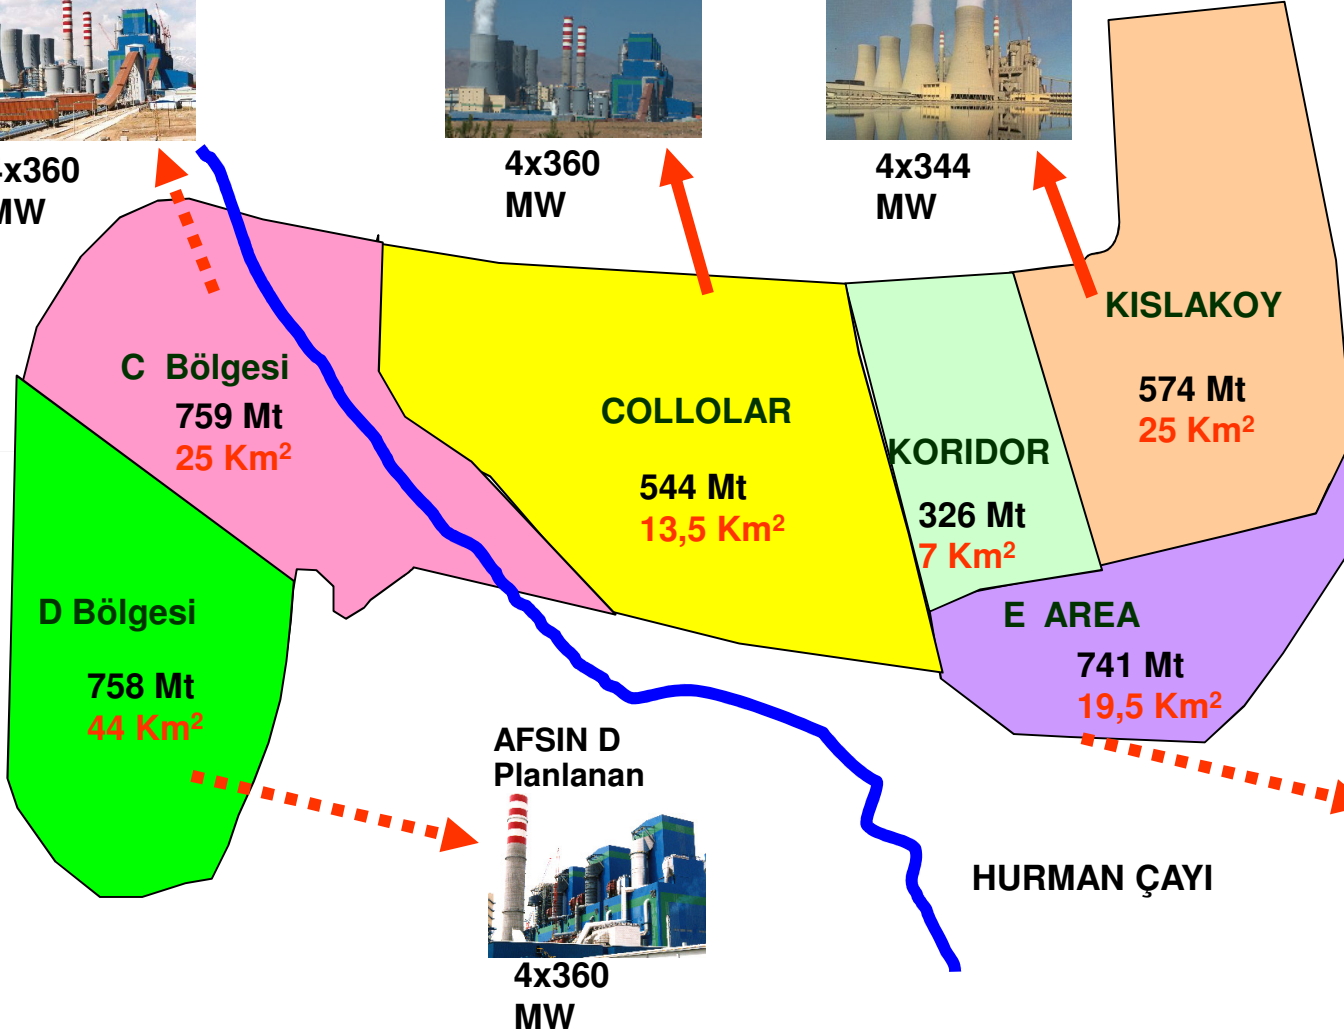 4x360
MW
4x360
MW
4x344
MW
KISLAKOY
574 Mt
25 Km²
C Bölgesi
759 Mt
25 Km²
COLLOLAR
544 Mt
13,5 Km²
KORIDOR
326 Mt
7 Km²
D Bölgesi
758 Mt
44 Km²
E AREA
741 Mt
19,5 Km²
AFSIN D
Planlanan
4x360
MW
HURMAN ÇAYI